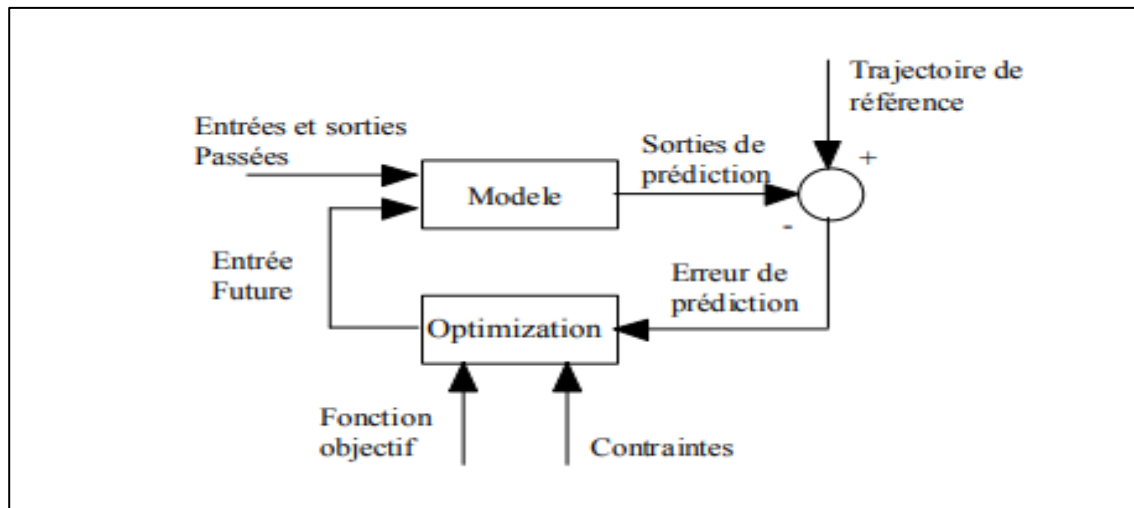 Trajectoire de
référence
Entrées et sorties
Passées
Sorties de
prédiction
+
Modele
-
Entrée
Future
Erreur de
prédiction
Optimization
Fonction
objectif
Contraintes